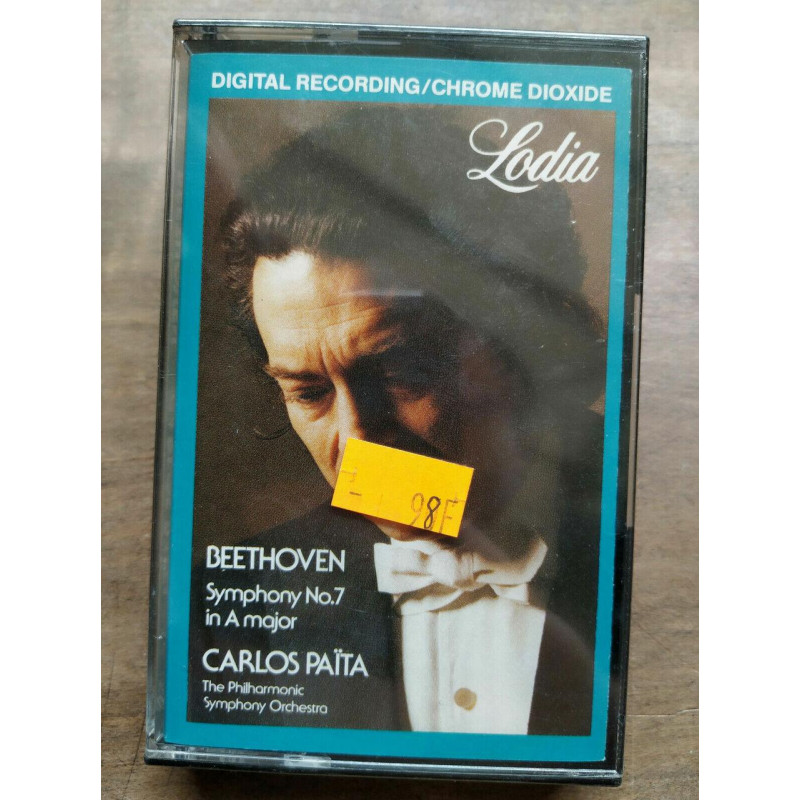 DIGITAL RECORDING/CHROME DIOXIDE
Lodia
98F
BEETHOVEN
Symphony No.7
in A major
CARLOS PAÏTA
The Philharmonic
Symphony Orchestra